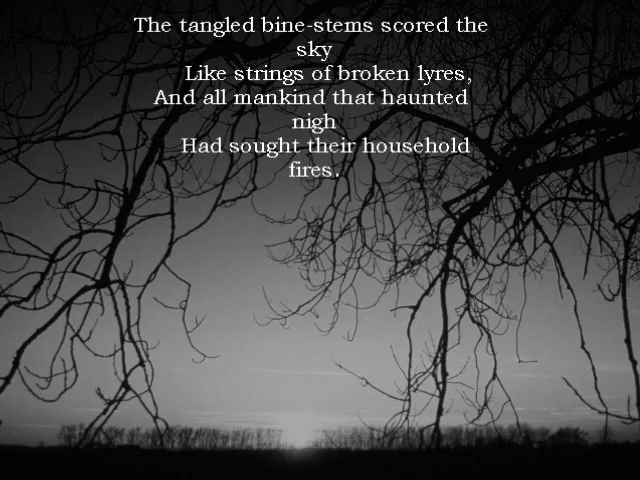 The tangled bine-stems scored the
sky
Like strings of broken lyres,
And all mankind that haunted
nigh
Had sought their household
fires.